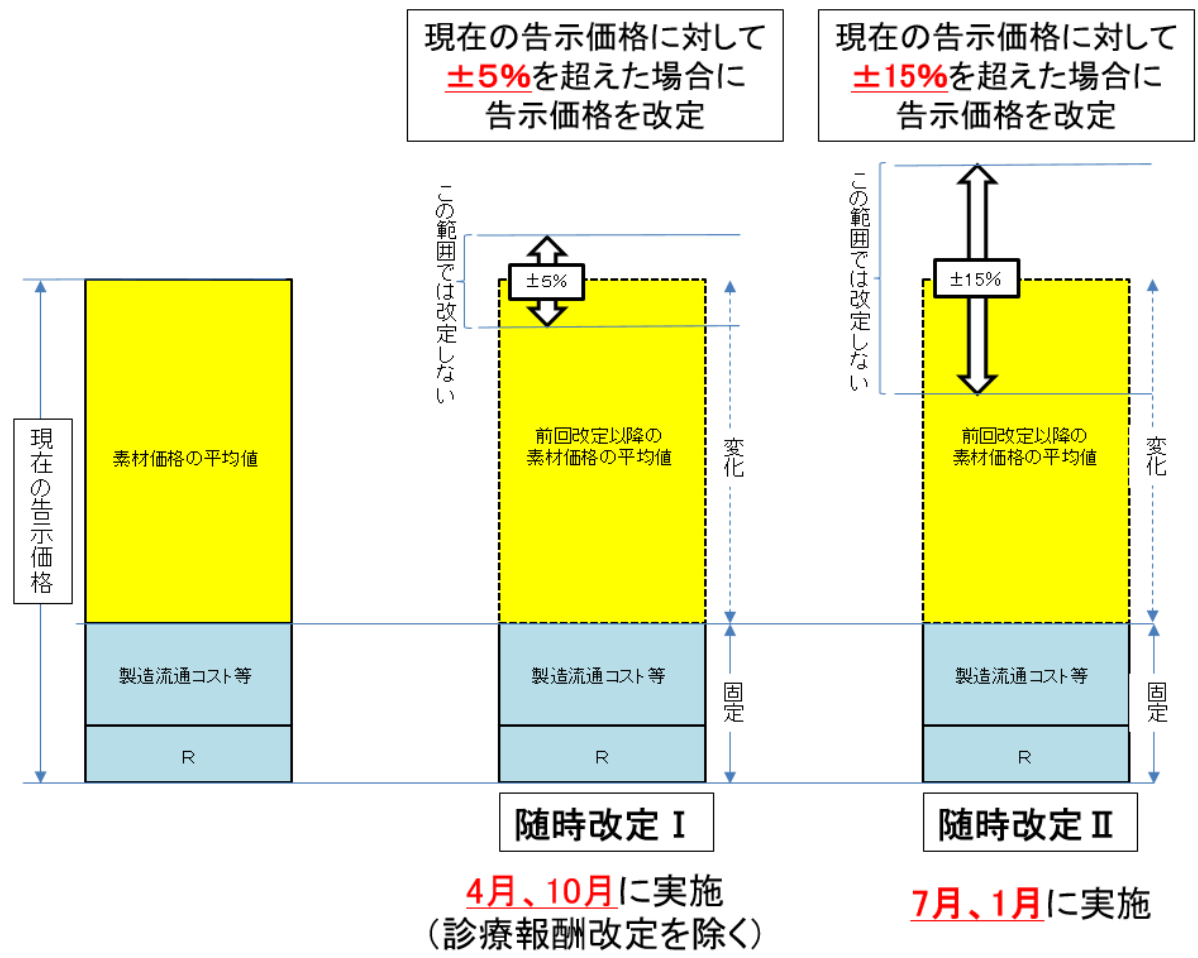 現在の告示価格に対して
±5%を超えた場合に
告示価格を改定
現在の告示価格に対して
±15%を超えた場合に
告示価格を改定
現在の告示価格
素材価格の平均値
製造流通コスト等
R
この範囲では改定しない
±5%
前回改定以降の
素材価格の平均値
変化
製造流通コスト等
固定
R
この範囲では改定しない
±15%
前回改定以降の
素材価格の平均値
変化
製造流通コスト等
固定
R
随時改定Ⅰ
4月、10月に実施
（診療報酬改定を除く）
随時改定Ⅱ
7月、1月に実施